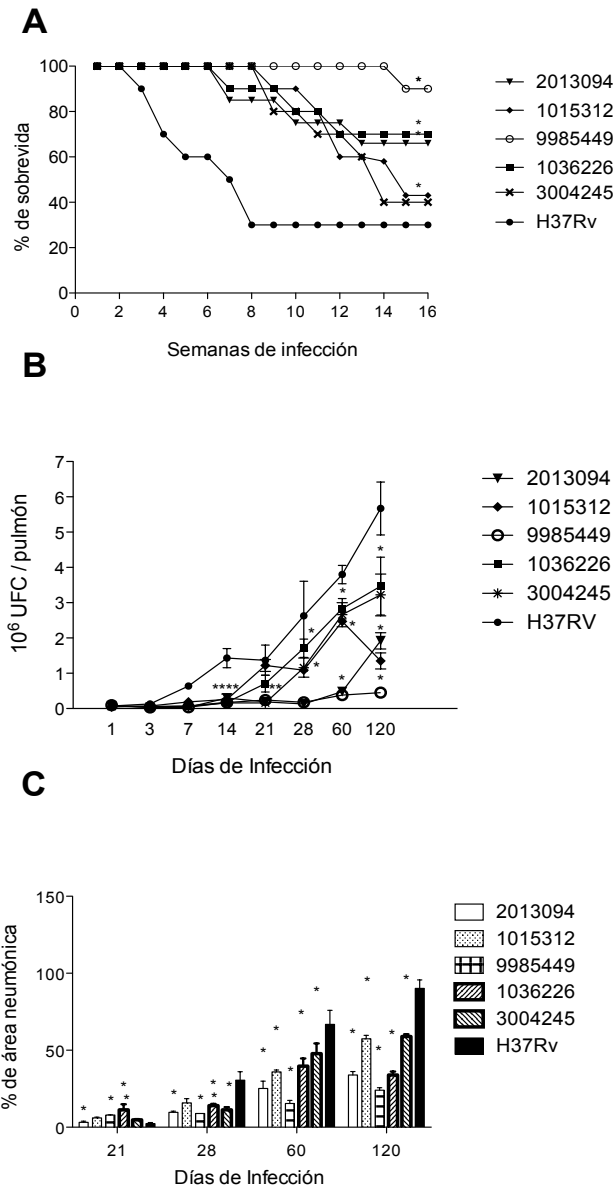 A
% de sobrevida
100
80
60
40
20
0
0 2 4 6 8 10 12 14 16
Semanas de infección
* * * *
2013094
1015312
9985449
1036226
3004245
H37Rv
B
10⁶ UFC / pulmón
7
6
5
4
3
2
1
0
1 3 7 14 21 28 60 120
Días de Infección
**** ** * * * * * * * *
2013094
1015312
9985449
1036226
3004245
H37RV
C
% de área neumónica
150
100
50
0
21 28 60 120
Días de Infección
* * * * * * * * * * * * * * * * * * *
2013094
1015312
9985449
1036226
3004245
H37Rv